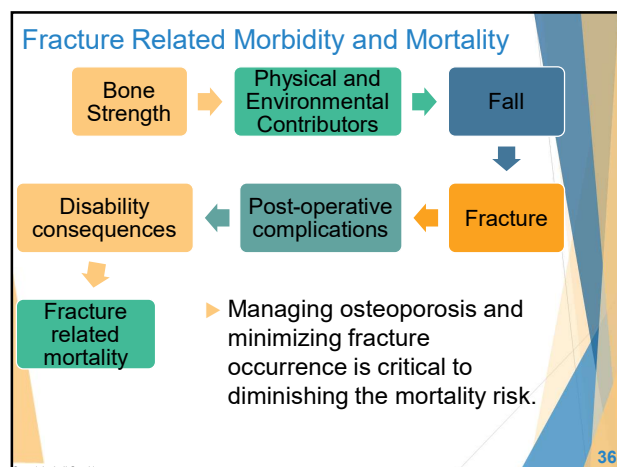 Fracture Related Morbidity and Mortality
Bone
Strength
Physical and
Environmental
Contributors
Fall
Fracture
Post-operative
complications
Disability
consequences
Fracture
related
mortality
Managing osteoporosis and
minimizing fracture
occurrence is critical to
diminishing the mortality risk.
36